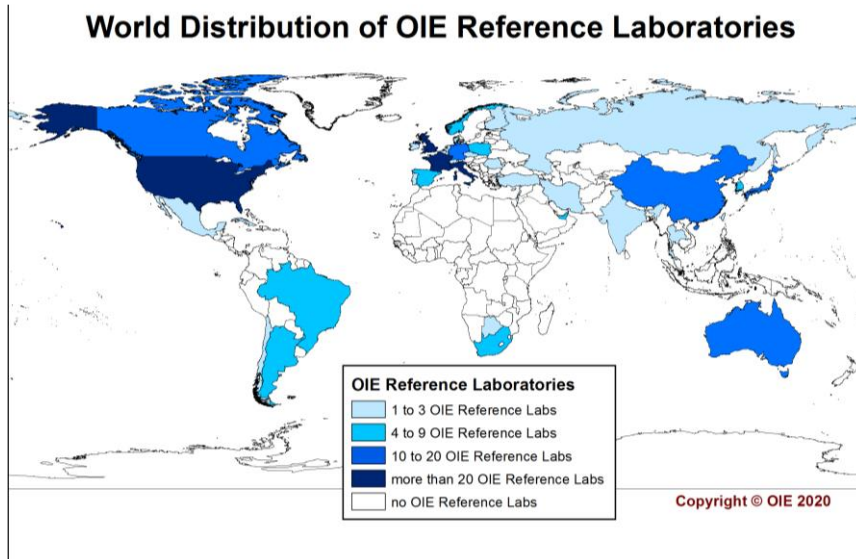 World Distribution of OIE Reference Laboratories
OIE Reference Laboratories
1 to 3 OIE Reference Labs
4 to 9 OIE Reference Labs
10 to 20 OIE Reference Labs
more than 20 OIE Reference Labs
no OIE Reference Labs
Copyright © OIE 2020